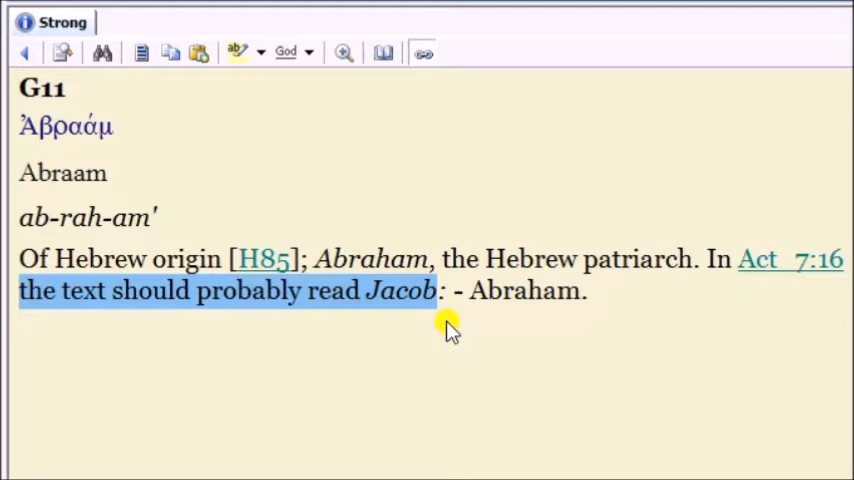 Strong
ab God
G11
Ἀβραάμ
Abraam
ab-rah-am'
Of Hebrew origin [H85]; Abraham, the Hebrew patriarch. In Act 7:16
the text should probably read Jacob: - Abraham.